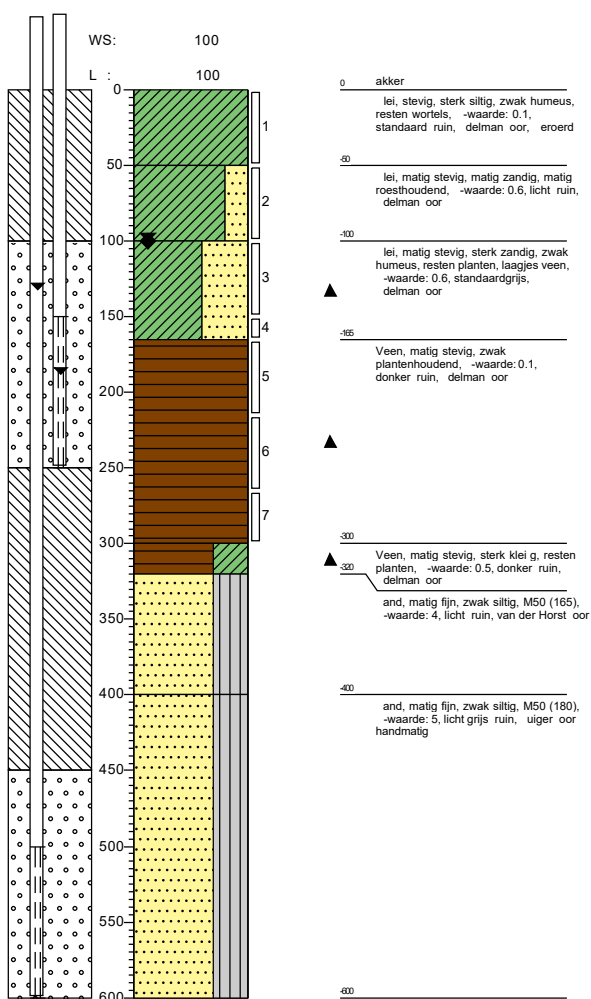 WS: 100
L : 100
0
50
100
150
200
250
300
350
400
450
500
550
600
1
2
3
4
5
6
7
0 akker
lei, stevig, sterk siltig, zwak humeus,
resten wortels, -waarde: 0.1,
standaard ruin, delman oor, eroerd
-50
lei, matig stevig, matig zandig, matig
roesthoudend, -waarde: 0.6, licht ruin,
delman oor
-100
lei, matig stevig, sterk zandig, zwak
humeus, resten planten, laagjes veen,
-waarde: 0.6, standaardgrijs,
delman oor
-165
Veen, matig stevig, zwak
plantenhoudend, -waarde: 0.1,
donker ruin, delman oor
-300
Veen, matig stevig, sterk klei g, resten
planten, -waarde: 0.5, donker ruin,
delman oor
-320
and, matig fijn, zwak siltig, M50 (165),
-waarde: 4, licht ruin, van der Horst oor
-400
and, matig fijn, zwak siltig, M50 (180),
-waarde: 5, licht grijs ruin, uiger oor
handmatig
-600